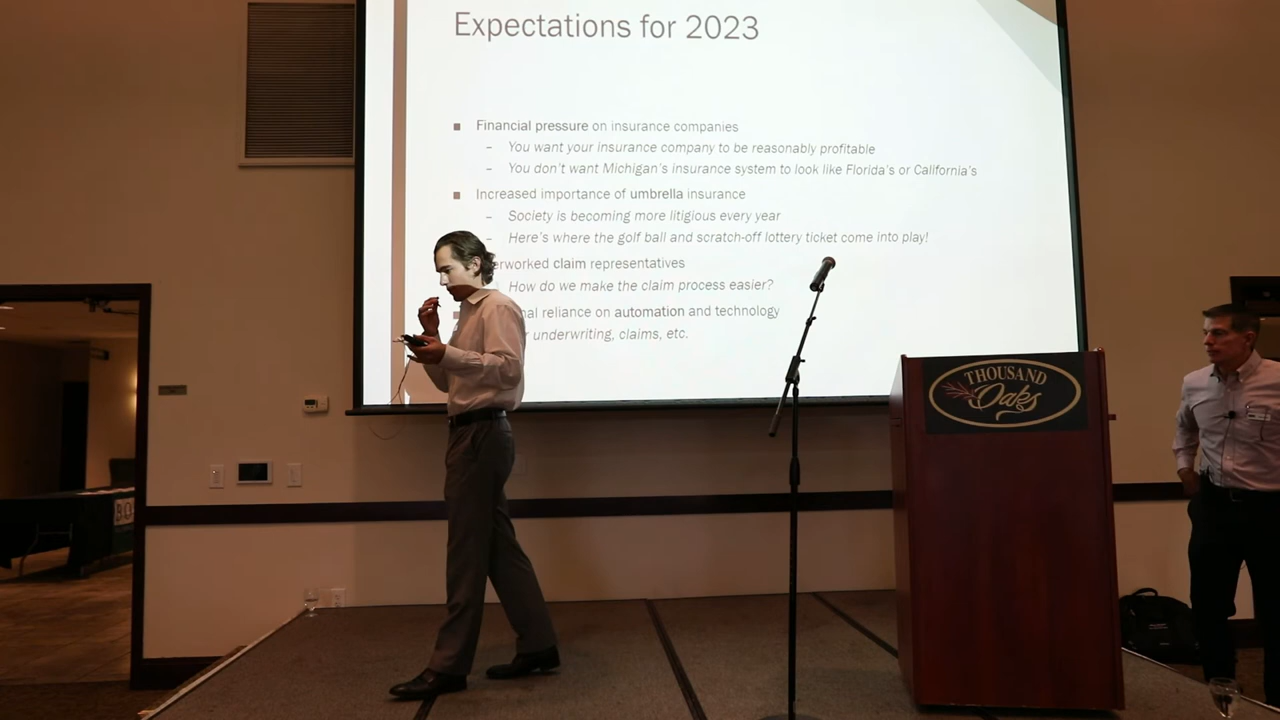 Expectations for 2023
Financial pressure on insurance companies
– You want your insurance company to be reasonably profitable
– You don't want Michigan's insurance system to look like Florida's or California's
Increased importance of umbrella insurance
– Society is becoming more litigious every year
– Here's where the golf ball and scratch-off lottery ticket come into play!
erworked claim representatives
How do we make the claim process easier?
nal reliance on automation and technology
r underwriting, claims, etc.
THOUSAND
Oaks
BO